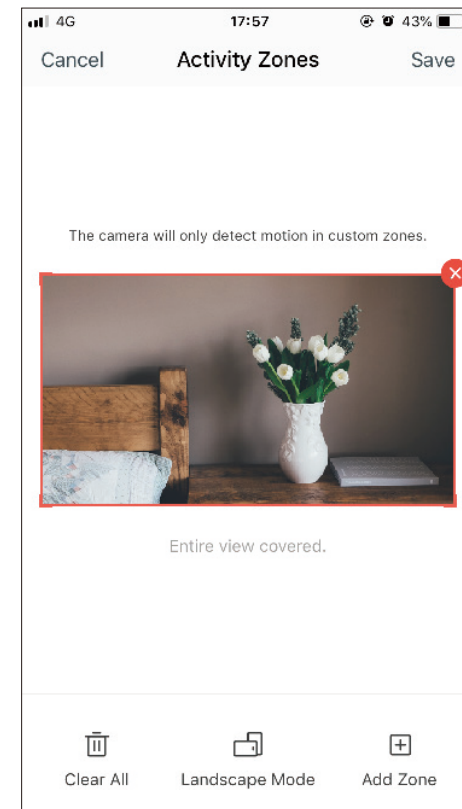 4G 17:57 43%
Cancel Activity Zones Save
The camera will only detect motion in custom zones.
Entire view covered.
Clear All Landscape Mode Add Zone